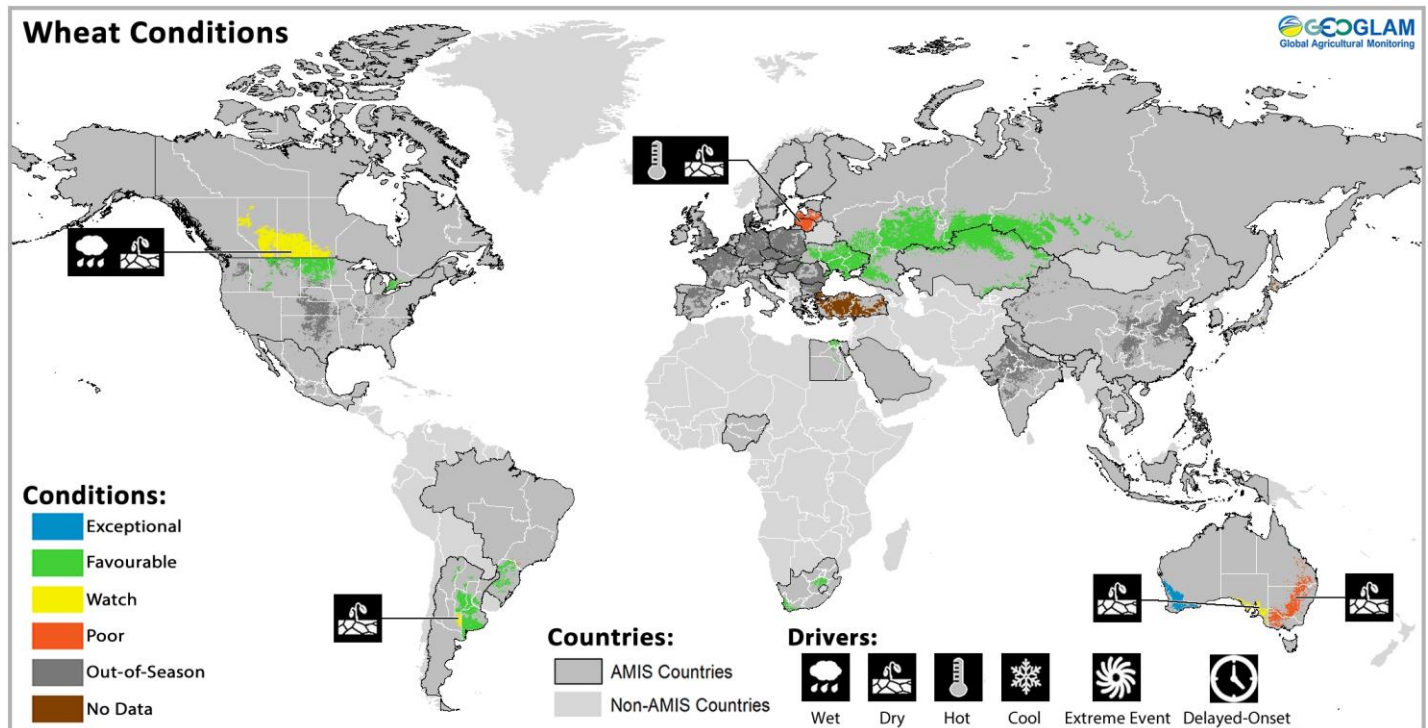 Wheat Conditions
GEOGLAM
Global Agricultural Monitoring
Conditions:
Exceptional
Favourable
Watch
Poor
Out-of-Season
No Data
Countries:
AMIS Countries
Non-AMIS Countries
Drivers:
Wet
Dry
Hot
Cool
Extreme Event
Delayed-Onset